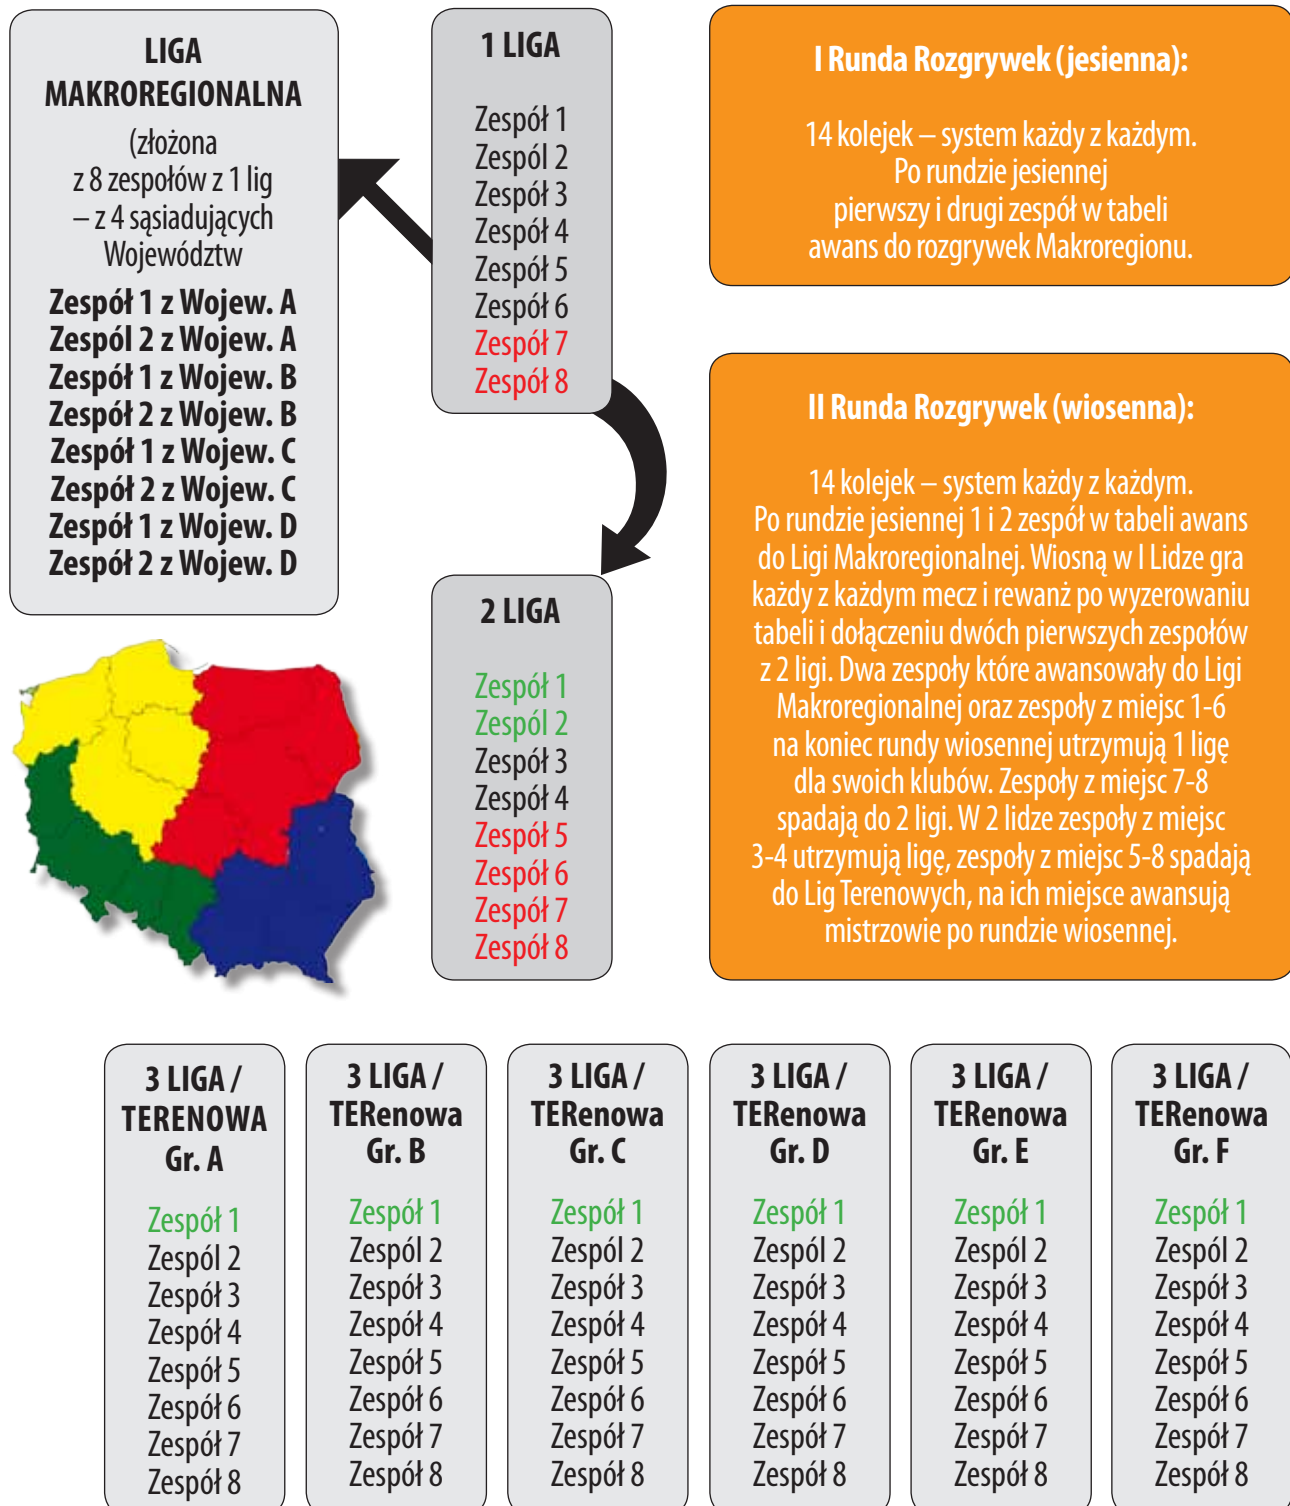 LIGA
MAKROREGIONALNA
(złożona
z 8 zespołów z 1 lig
– z 4 sąsiadujących
Województw
Zespół 1 z Wojew. A
Zespól 2 z Wojew. A
Zespół 1 z Wojew. B
Zespół 2 z Wojew. B
Zespół 1 z Wojew. C
Zespół 2 z Wojew. C
Zespół 1 z Wojew. D
Zespół 2 z Wojew. D
1 LIGA
Zespół 1
Zespól 2
Zespół 3
Zespół 4
Zespół 5
Zespół 6
Zespół 7
Zespół 8
I Runda Rozgrywek (jesienna):
14 kolejek – system każdy z każdym.
Po rundzie jesiennej
pierwszy i drugi zespół w tabeli
awans do rozgrywek Makroregionu.
II Runda Rozgrywek (wiosenna):
14 kolejek – system każdy z każdym.
Po rundzie jesiennej 1 i 2 zespół w tabeli awans
do Ligi Makroregionalnej. Wiosną w I Lidze gra
każdy z każdym mecz i rewanż po wyzerowaniu
tabeli i dołączeniu dwóch pierwszych zespołów
z 2 ligi. Dwa zespoły które awansowały do Ligi
Makroregionalnej oraz zespoły z miejsc 1-6
na koniec rundy wiosennej utrzymują 1 ligę
dla swoich klubów. Zespoły z miejsc 7-8
spadają do 2 ligi. W 2 lidze zespoły z miejsc
3-4 utrzymują ligę, zespoły z miejsc 5-8 spadają
do Lig Terenowych, na ich miejsce awansują
mistrzowie po rundzie wiosennej.
2 LIGA
Zespół 1
Zespól 2
Zespół 3
Zespół 4
Zespół 5
Zespół 6
Zespół 7
Zespół 8
3 LIGA /
TERENOWA
Gr. A
Zespół 1
Zespól 2
Zespół 3
Zespół 4
Zespół 5
Zespół 6
Zespół 7
Zespół 8
3 LIGA /
TERenowa
Gr. B
Zespół 1
Zespól 2
Zespół 3
Zespół 4
Zespół 5
Zespół 6
Zespół 7
Zespół 8
3 LIGA /
TERenowa
Gr. C
Zespół 1
Zespól 2
Zespół 3
Zespół 4
Zespół 5
Zespół 6
Zespół 7
Zespół 8
3 LIGA /
TERenowa
Gr. D
Zespół 1
Zespól 2
Zespół 3
Zespół 4
Zespół 5
Zespół 6
Zespół 7
Zespół 8
3 LIGA /
TERenowa
Gr. E
Zespół 1
Zespól 2
Zespół 3
Zespół 4
Zespół 5
Zespół 6
Zespół 7
Zespół 8
3 LIGA /
TERenowa
Gr. F
Zespół 1
Zespól 2
Zespół 3
Zespół 4
Zespół 5
Zespół 6
Zespół 7
Zespół 8